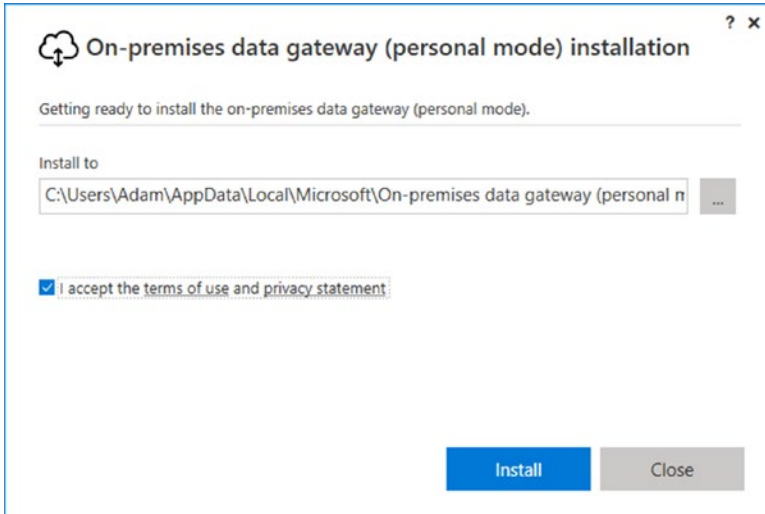 ? ×
On-premises data gateway (personal mode) installation
Getting ready to install the on-premises data gateway (personal mode).
Install to
C:\Users\Adam\AppData\Local\Microsoft\On-premises data gateway (personal m
...
I accept the terms of use and privacy statement
Install Close